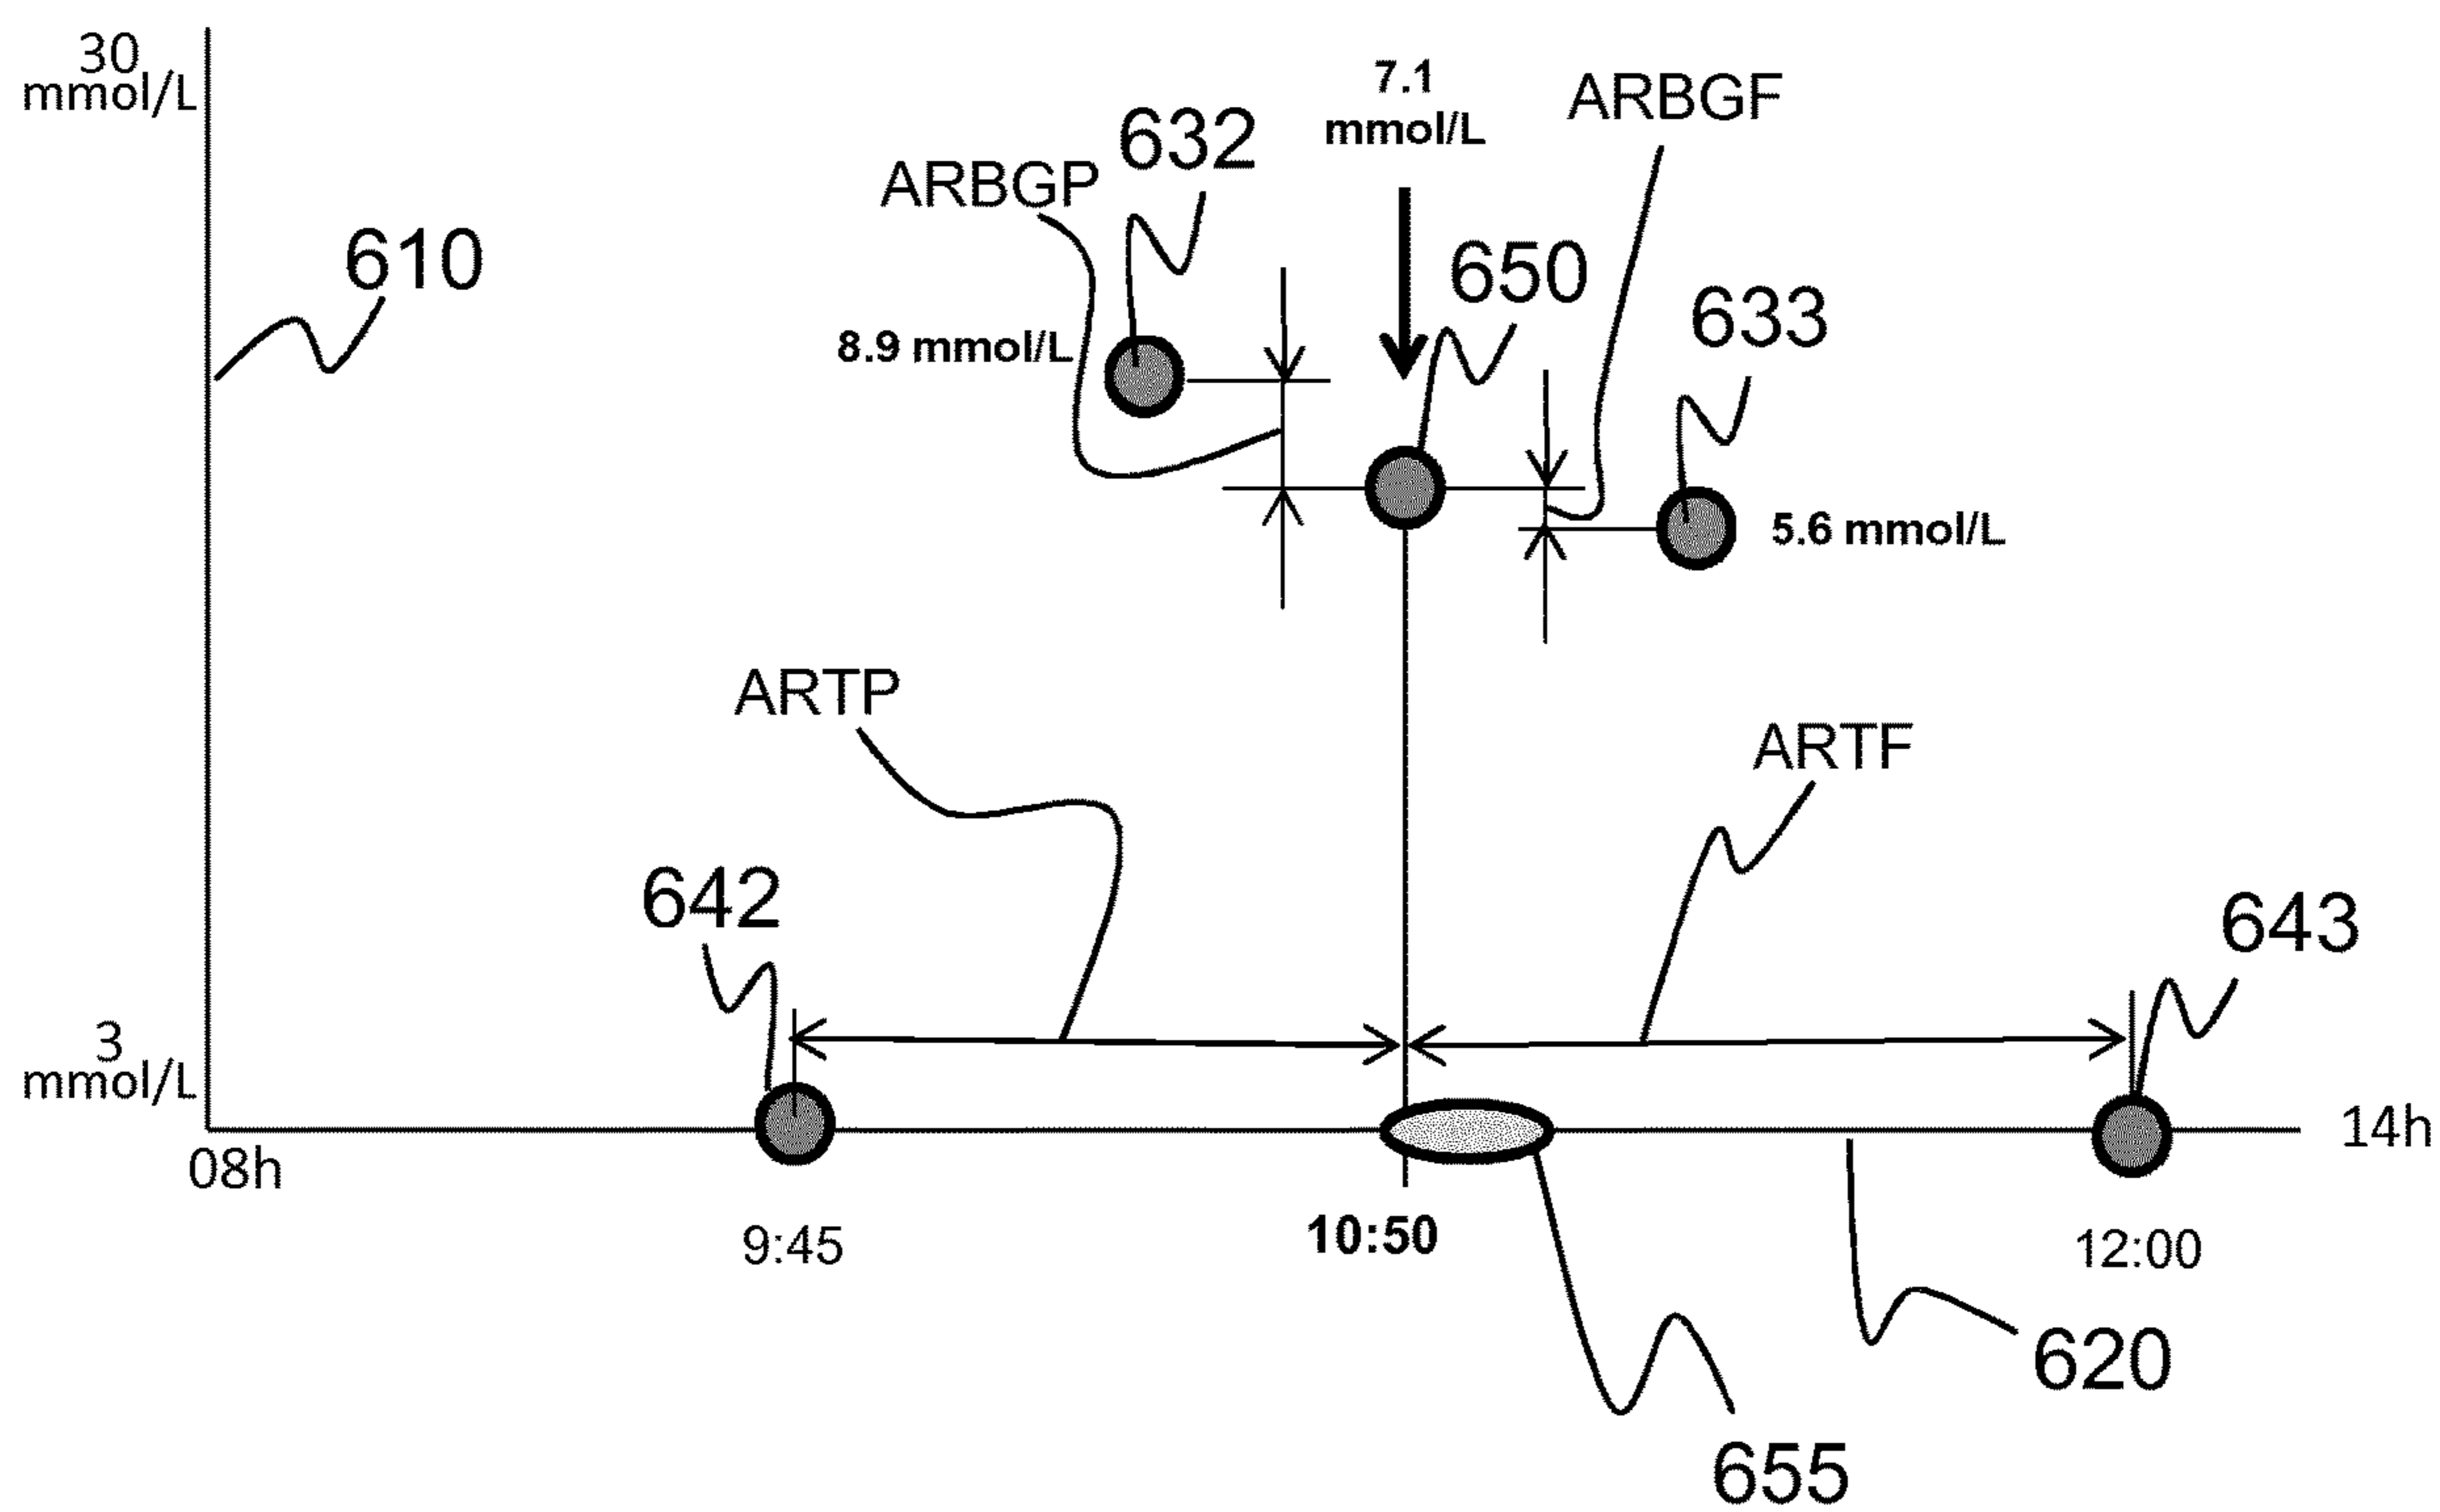 30
mmol/L
7.1
mmol/L
ARBGF
632
ARBGP
610
650
633
8.9 mmol/L
5.6 mmol/L
ARTP
ARTF
642
643
3
mmol/L
08h
14h
9:45
10:50
12:00
620
655